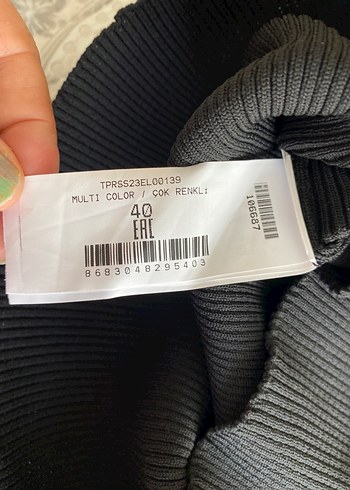 TPRSS23EL00139
MULTI COLOR / ÇOK RENKLİ
40
EAC
8683048295403
106687